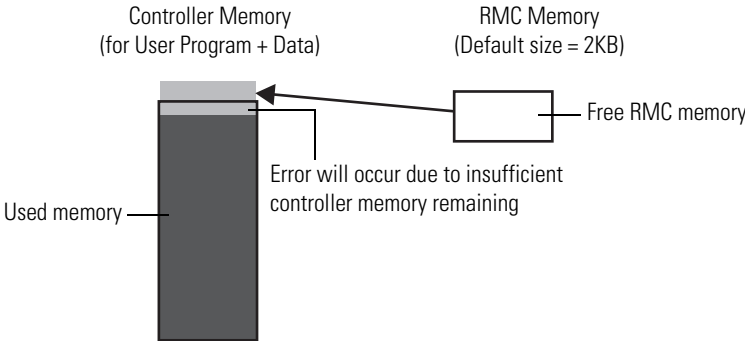 Controller Memory
(for User Program + Data)
RMC Memory
(Default size = 2KB)
Free RMC memory
Error will occur due to insufficient
controller memory remaining
Used memory